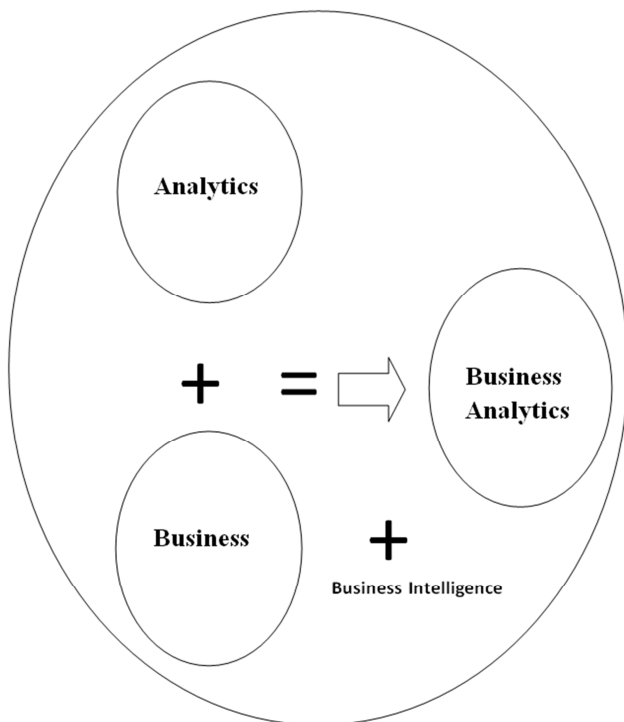 Analytics
+ =
Business
Analytics
Business
+
Business Intelligence